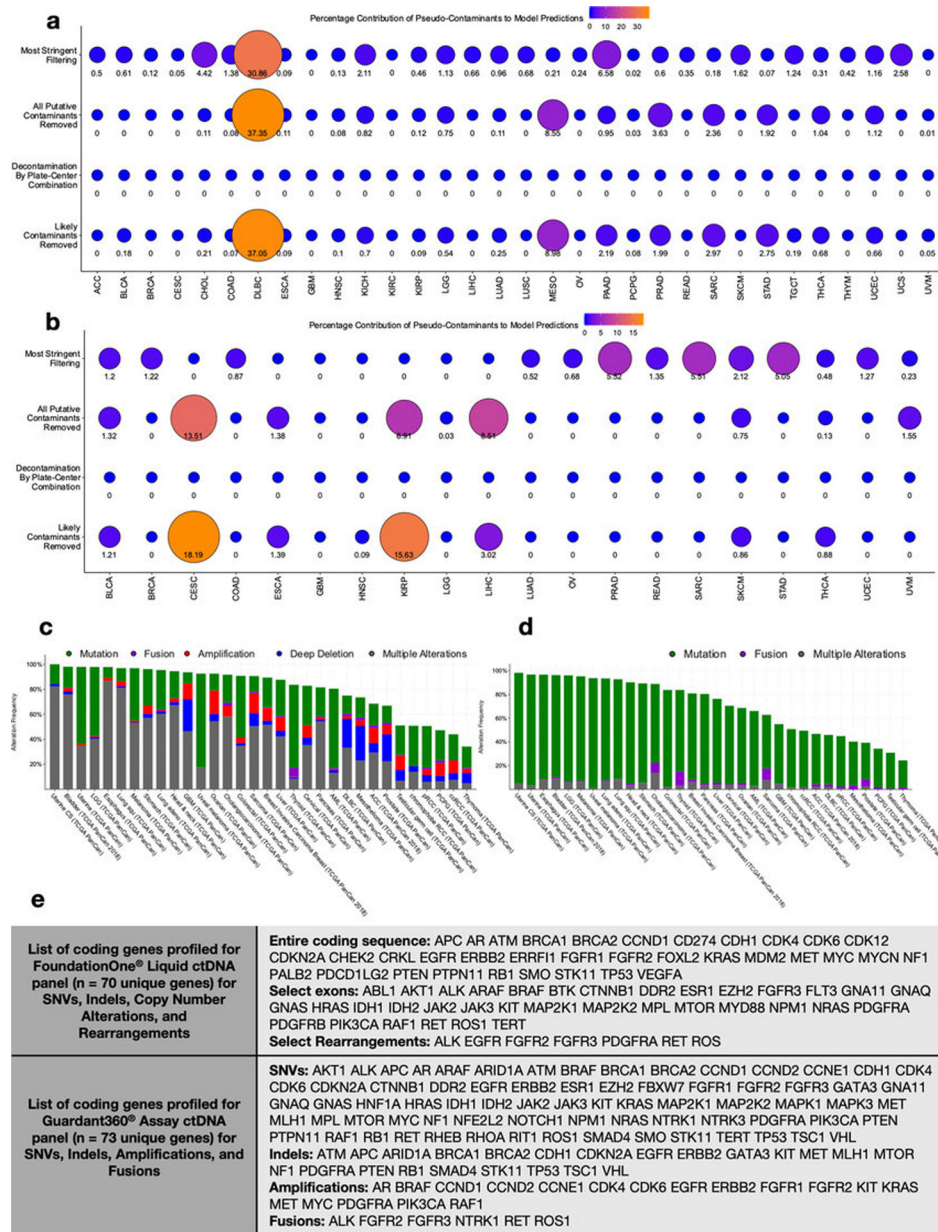 a
Percentage Contribution of Pseudo-Contaminants to Model Predictions
0 10 20 30
Most Stringent
Filtering
0.5 0.61 0.12 0.05 4.42 1.38 30.86 0.09 0 0.13 2.11 0 0.46 1.13 0.66 0.96 0.68 0.21 0.24 6.58 0.02 0.6 0.35 0.18 1.62 0.07 1.24 0.31 0.42 1.16 2.58 0
All Putative
Contaminants
Removed
0 0 0 0 0.11 0.08 37.35 0.11 0 0.08 0.82 0 0.12 0.75 0 0.11 0 8.55 0 0.95 0.03 3.63 0 2.36 0 1.92 0 1.04 0 1.12 0 0.01
Decontamination
By Plate-Center
Combination
0 0 0 0 0 0 0 0 0 0 0 0 0 0 0 0 0 0 0 0 0 0 0 0 0 0 0 0 0 0 0 0
Likely
Contaminants
Removed
0 0.18 0 0 0.21 0.07 37.05 0.09 0 0.1 0.7 0 0.09 0.54 0 0.25 0 8.98 0 2.19 0.08 1.99 0 2.97 0 2.75 0.19 0.68 0 0.66 0 0.05
ACC BLCA BRCA CESC CHOL COAD DLBC ESCA GBM HNSC KICH KIRC KIRP LGG LIHC LUAD LUSC MESO OV PAAD PCPG PRAD READ SARC SKCM STAD TGCT THCA THYM UCEC UCS UVM
b
Percentage Contribution of Pseudo-Contaminants to Model Predictions
0 5 10 15
Most Stringent
Filtering
1.2 1.22 0 0.87 0 0 0 0 0 0 0.52 0.68 5.52 1.35 5.51 2.12 5.05 0.48 1.27 0.23
All Putative
Contaminants
Removed
1.32 0 13.51 0 1.38 0 0 6.91 0.03 8.51 0 0 0 0 0 0.75 0 0.13 0 1.55
Decontamination
By Plate-Center
Combination
0 0 0 0 0 0 0 0 0 0 0 0 0 0 0 0 0 0 0 0
Likely
Contaminants
Removed
1.21 0 18.19 0 1.39 0 0.09 15.63 0 3.02 0 0 0 0 0 0.86 0 0.88 0 0
BLCA BRCA CESC COAD ESCA GBM HNSC KIRP LGG LIHC LUAD OV PRAD READ SARC SKCM STAD THCA UCEC UVM
c
Mutation Fusion Amplification Deep Deletion Multiple Alterations
Alteration Frequency
100%
80%
60%
40%
20%
d
Mutation Fusion Multiple Alterations
Alteration Frequency
100%
80%
60%
40%
20%
e
List of coding genes profiled for
FoundationOne® Liquid ctDNA
panel (n = 70 unique genes) for
SNVs, Indels, Copy Number
Alterations, and
Rearrangements
Entire coding sequence: APC AR ATM BRCA1 BRCA2 CCND1 CD274 CDH1 CDK4 CDK6 CDK12
CDKN2A CHEK2 CRKL EGFR ERBB2 ERRFI1 FGFR1 FGFR2 FOXL2 KRAS MDM2 MET MYC MYCN NF1
PALB2 PDCD1LG2 PTEN PTPN11 RB1 SMO STK11 TP53 VEGFA
Select exons: ABL1 AKT1 ALK ARAF BRAF BTK CTNNB1 DDR2 ESR1 EZH2 FGFR3 FLT3 GNA11 GNAQ
GNAS HRAS IDH1 IDH2 JAK2 JAK3 KIT MAP2K1 MAP2K2 MPL MTOR MYD88 NPM1 NRAS PDGFRA
PDGFRB PIK3CA RAF1 RET ROS1 TERT
Select Rearrangements: ALK EGFR FGFR2 FGFR3 PDGFRA RET ROS
List of coding genes profiled for
Guardant360® Assay ctDNA
panel (n = 73 unique genes) for
SNVs, Indels, Amplifications, and
Fusions
SNVs: AKT1 ALK APC AR ARAF ARID1A ATM BRAF BRCA1 BRCA2 CCND1 CCND2 CCNE1 CDH1 CDK4
CDK6 CDKN2A CTNNB1 DDR2 EGFR ERBB2 ESR1 EZH2 FBXW7 FGFR1 FGFR2 FGFR3 GATA3 GNA11
GNAQ GNAS HNF1A HRAS IDH1 IDH2 JAK2 JAK3 KIT KRAS MAP2K1 MAP2K2 MAPK1 MAPK3 MET
MLH1 MPL MTOR MYC NF1 NFE2L2 NOTCH1 NPM1 NRAS NTRK1 NTRK3 PDGFRA PIK3CA PTEN
PTPN11 RAF1 RB1 RET RHEB RHOA RIT1 ROS1 SMAD4 SMO STK11 TERT TP53 TSC1 VHL
Indels: ATM APC ARID1A BRCA1 BRCA2 CDH1 CDKN2A EGFR ERBB2 GATA3 KIT MET MLH1 MTOR
NF1 PDGFRA PTEN RB1 SMAD4 STK11 TP53 TSC1 VHL
Amplifications: AR BRAF CCND1 CCND2 CCNE1 CDK4 CDK6 EGFR ERBB2 FGFR1 FGFR2 KIT KRAS
MET MYC PDGFRA PIK3CA RAF1
Fusions: ALK FGFR2 FGFR3 NTRK1 RET ROS1